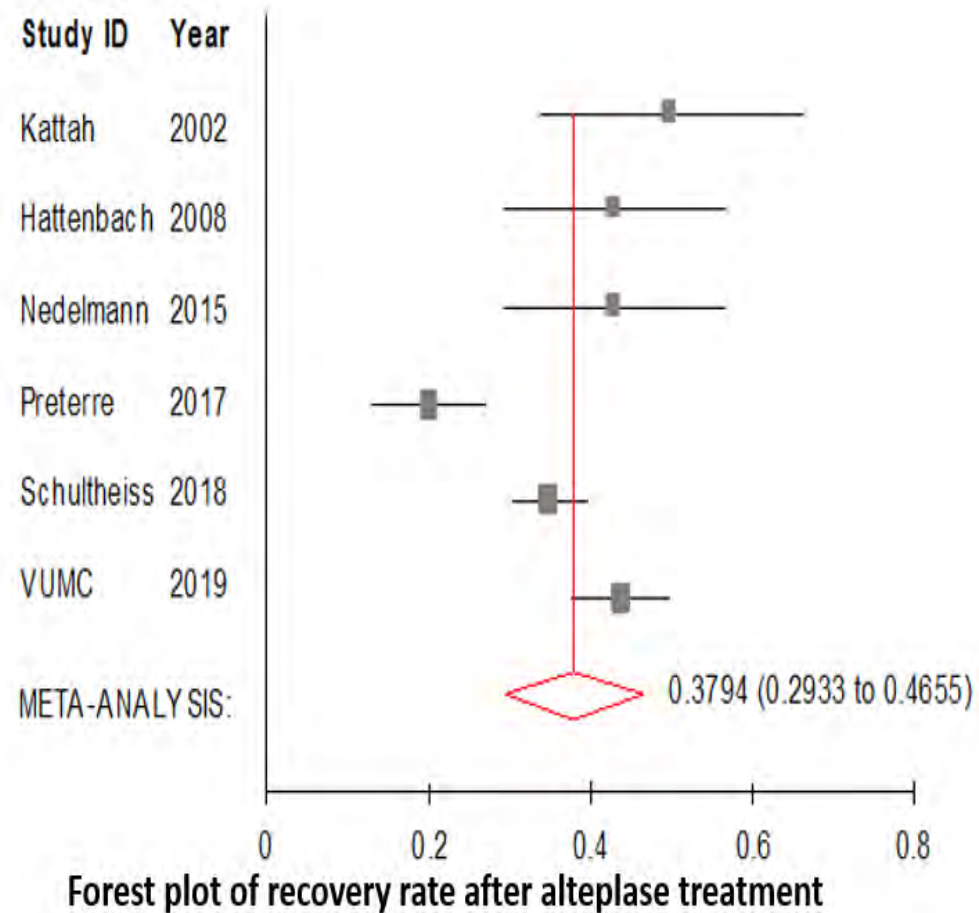 Study ID Year
Kattah 2002
Hattenbach 2008
Nedelmann 2015
Preterre 2017
Schultheiss 2018
VUMC 2019
META-ANALYSIS: 0.3794 (0.2933 to 0.4655)
0 0.2 0.4 0.6 0.8
Forest plot of recovery rate after alteplase treatment